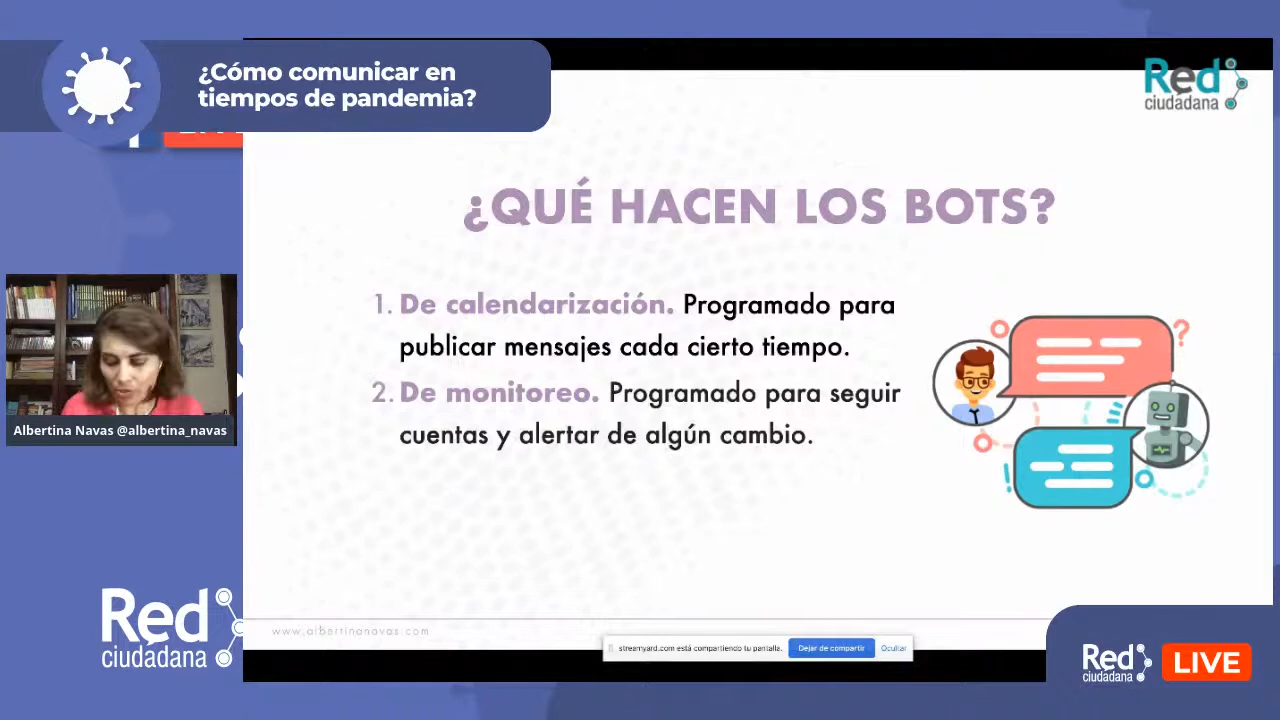 ¿Cómo comunicar en
tiempos de pandemia?
Red
ciudadana
¿QUÉ HACEN LOS BOTS?
1. De calendarización. Programado para
publicar mensajes cada cierto tiempo.
2. De monitoreo. Programado para seguir
cuentas y alertar de algún cambio.
Albertina Navas @albertina_navas
Red
ciudadana
www.albertinanavas.com
streamyard.com está compartiendo tu pantalla.
Dejar de compartir
Ocultar
Red
ciudadana
LIVE